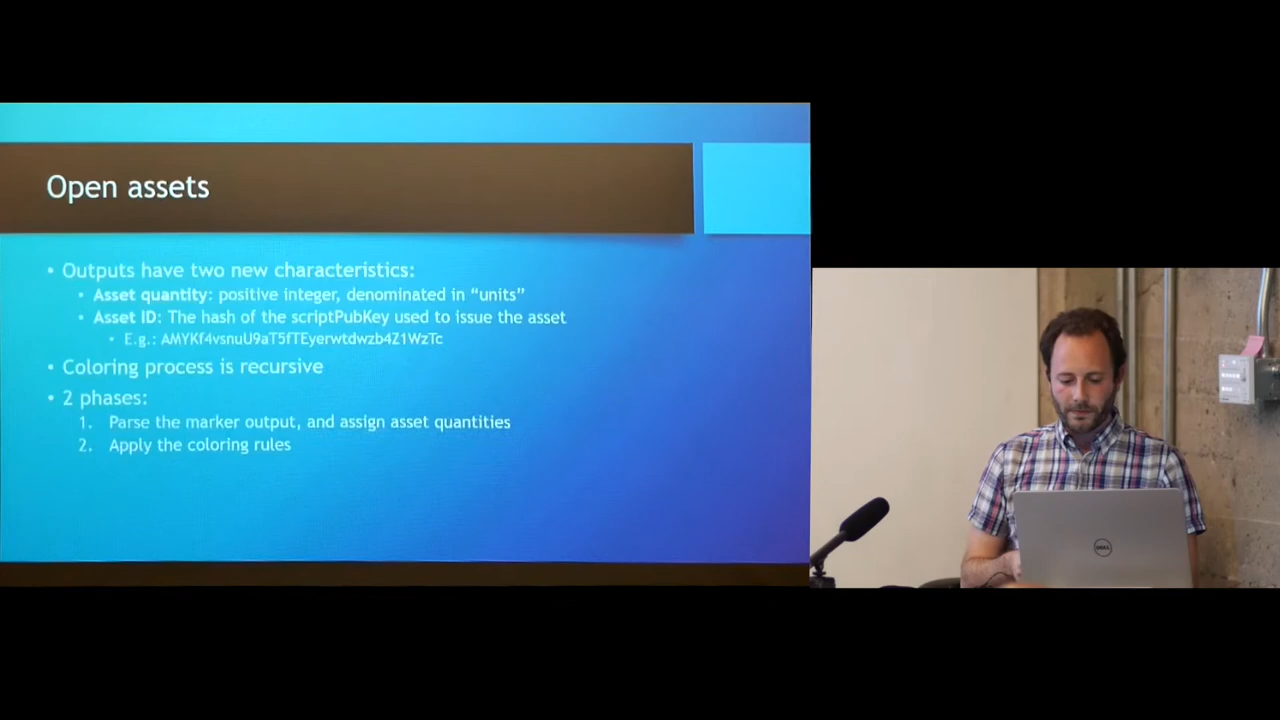 Open assets
• Outputs have two new characteristics:
• Asset quantity: positive integer, denominated in “units”
• Asset ID: The hash of the scriptPubKey used to issue the asset
• E.g.: AMYKf4vsnuU9aT5fTEyerwtdwzb4Z1WzTc
• Coloring process is recursive
• 2 phases:
1. Parse the marker output, and assign asset quantities
2. Apply the coloring rules
DELL